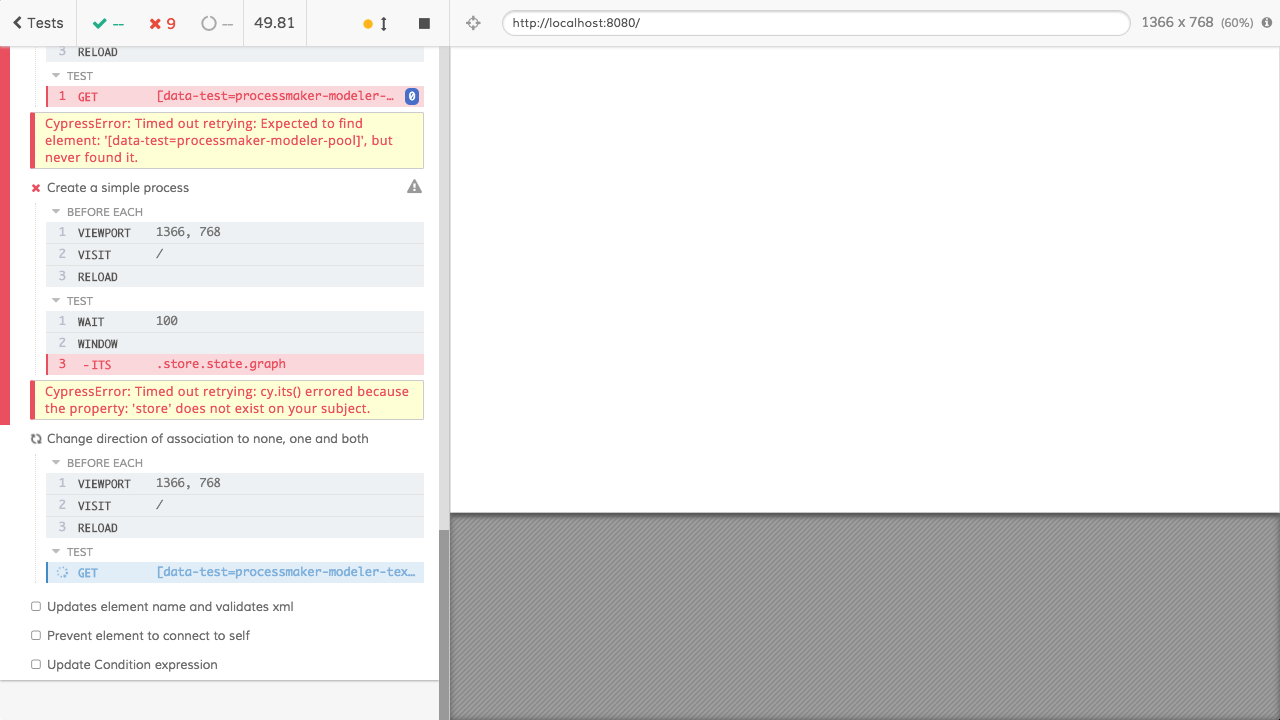 Tests -- 9 -- 49.81 http://localhost:8080/ 1366 x 768 (60%)
3 RELOAD
TEST
1 GET [data-test=processmaker-modeler-… 0
CypressError: Timed out retrying: Expected to find
element: '[data-test=processmaker-modeler-pool]', but
never found it.
Create a simple process
BEFORE EACH
1 VIEWPORT 1366, 768
2 VISIT /
3 RELOAD
TEST
1 WAIT 100
2 WINDOW
3 -ITS .store.state.graph
CypressError: Timed out retrying: cy.its() errored because
the property: 'store' does not exist on your subject.
Change direction of association to none, one and both
BEFORE EACH
1 VIEWPORT 1366, 768
2 VISIT /
3 RELOAD
TEST
GET [data-test=processmaker-modeler-tex…
Updates element name and validates xml
Prevent element to connect to self
Update Condition expression